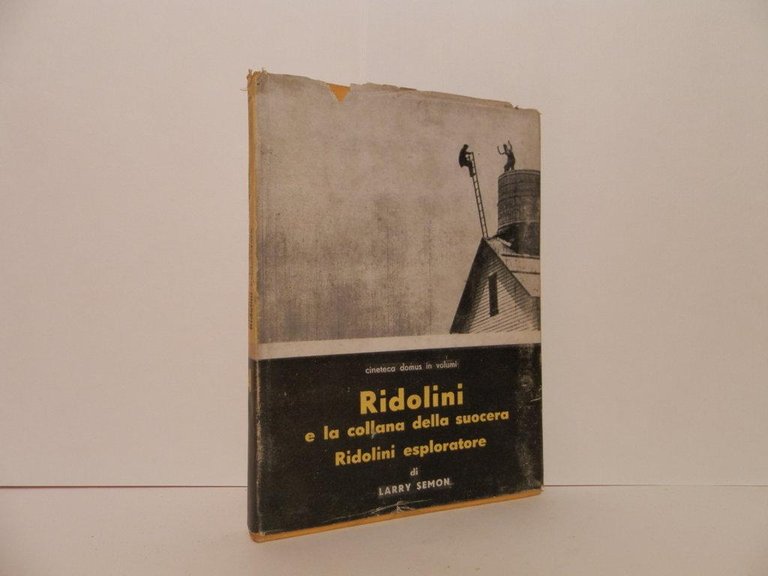 cineteca domus in volumi
Ridolini
e la collana della suocera
Ridolini esploratore
di
LARRY SEMON